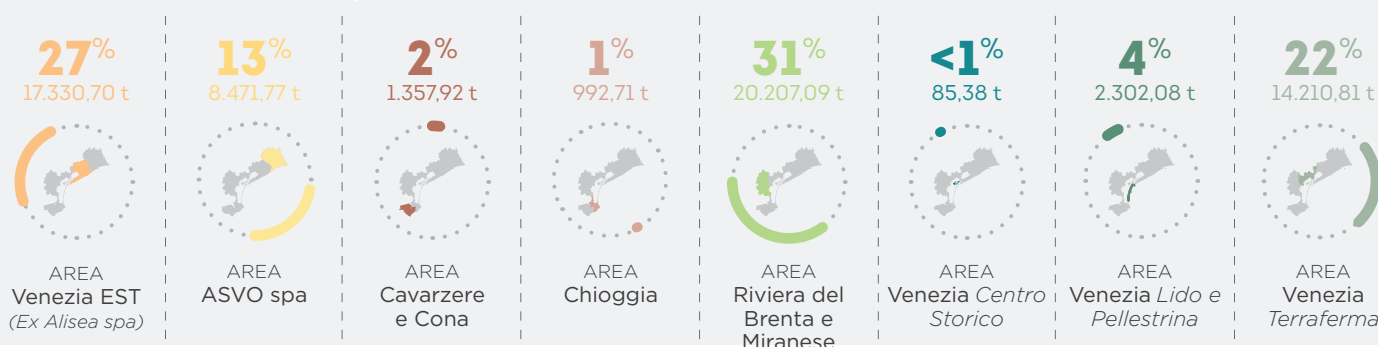 27%
17.330,70 t
AREA
Venezia EST
(Ex Alisea spa)
13%
8.471,77 t
AREA
ASVO spa
2%
1.357,92 t
AREA
Cavarzere
e Cona
1%
992,71 t
AREA
Chioggia
31%
20.207,09 t
AREA
Riviera del
Brenta e
Miranese
<1%
85,38 t
AREA
Venezia Centro
Storico
4%
2.302,08 t
AREA
Venezia Lido e
Pellestrina
22%
14.210,81 t
AREA
Venezia
Terraferma